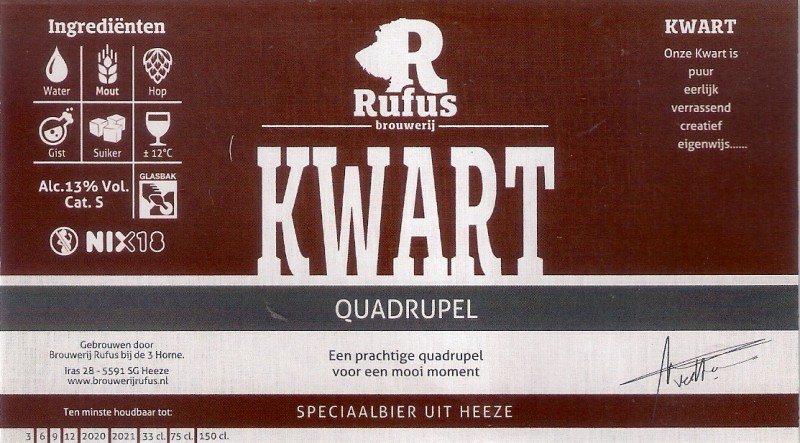 Ingrediënten
Water
Mout
Hop
Gist
Suiker
± 12°C
Alc.13% Vol.
Cat. S
GLASBAK
NIX18
R
Rufus
brouwerij
KWART
QUADRUPEL
Een prachtige quadrupel
voor een mooi moment
SPECIAALBIER UIT HEEZE
KWART
Onze Kwart is
puur
eerlijk
verrassend
creatief
eigenwijs......
Gebrouwen door
Brouwerij Rufus bij de 3 Horne.
Iras 28 - 5591 SG Heeze
www.brouwerijrufus.nl
Ten minste houdbaar tot:
3 6 9 12 2020 2021 33 cl. 75 cl. 150 cl.